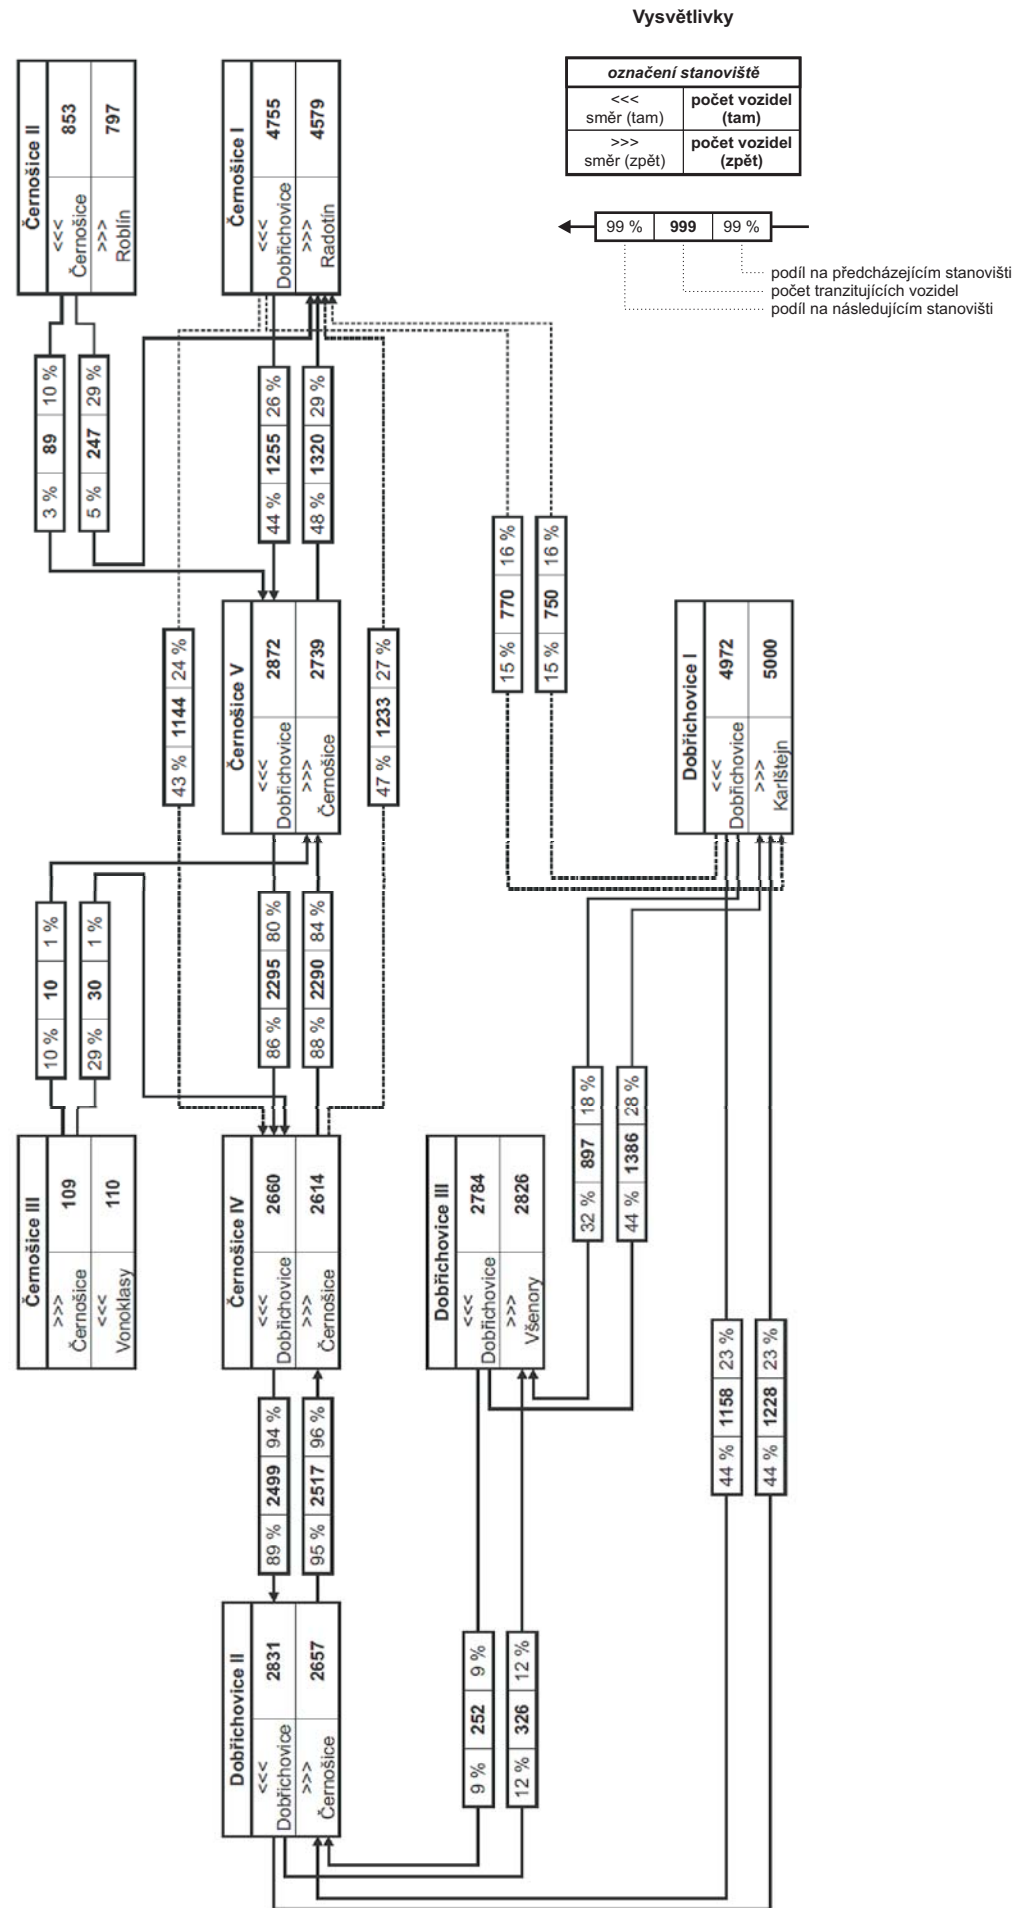 Vysvětlivky
označení stanoviště
<<<
směr (tam)
počet vozidel
(tam)
>>>
směr (zpět)
počet vozidel
(zpět)
99 % 999 99 %
podíl na předcházejícím stanovišti
počet tranzitujících vozidel
podíl na následujícím stanovišti
Černošice II
<<<
Černošice
853
>>>
Roblín
797
Černošice I
<<<
Dobřichovice
4755
>>>
Radotín
4579
3 % 89 10 %
5 % 247 29 %
44 % 1255 26 %
48 % 1320 29 %
43 % 1144 24 %
47 % 1233 27 %
15 % 770 16 %
15 % 750 16 %
Černošice V
<<<
Dobřichovice
2872
>>>
Černošice
2739
Dobřichovice I
<<<
Dobřichovice
4972
>>>
Karlštejn
5000
10 % 10 1 %
29 % 30 1 %
86 % 2295 80 %
88 % 2290 84 %
32 % 897 18 %
44 % 1386 28 %
Černošice III
>>>
Černošice
109
<<<
Vonoklasy
110
Černošice IV
<<<
Dobřichovice
2660
>>>
Černošice
2614
Dobřichovice III
<<<
Dobřichovice
2784
>>>
Všenory
2826
89 % 2499 94 %
95 % 2517 96 %
44 % 1158 23 %
44 % 1228 23 %
Dobřichovice II
<<<
Dobřichovice
2831
>>>
Černošice
2657
9 % 252 9 %
12 % 326 12 %